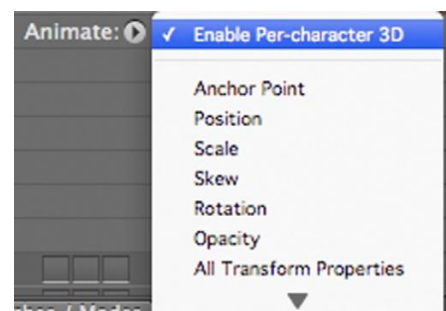 Animate: ✓ Enable Per-character 3D
Anchor Point
Position
Scale
Skew
Rotation
Opacity
All Transform Properties